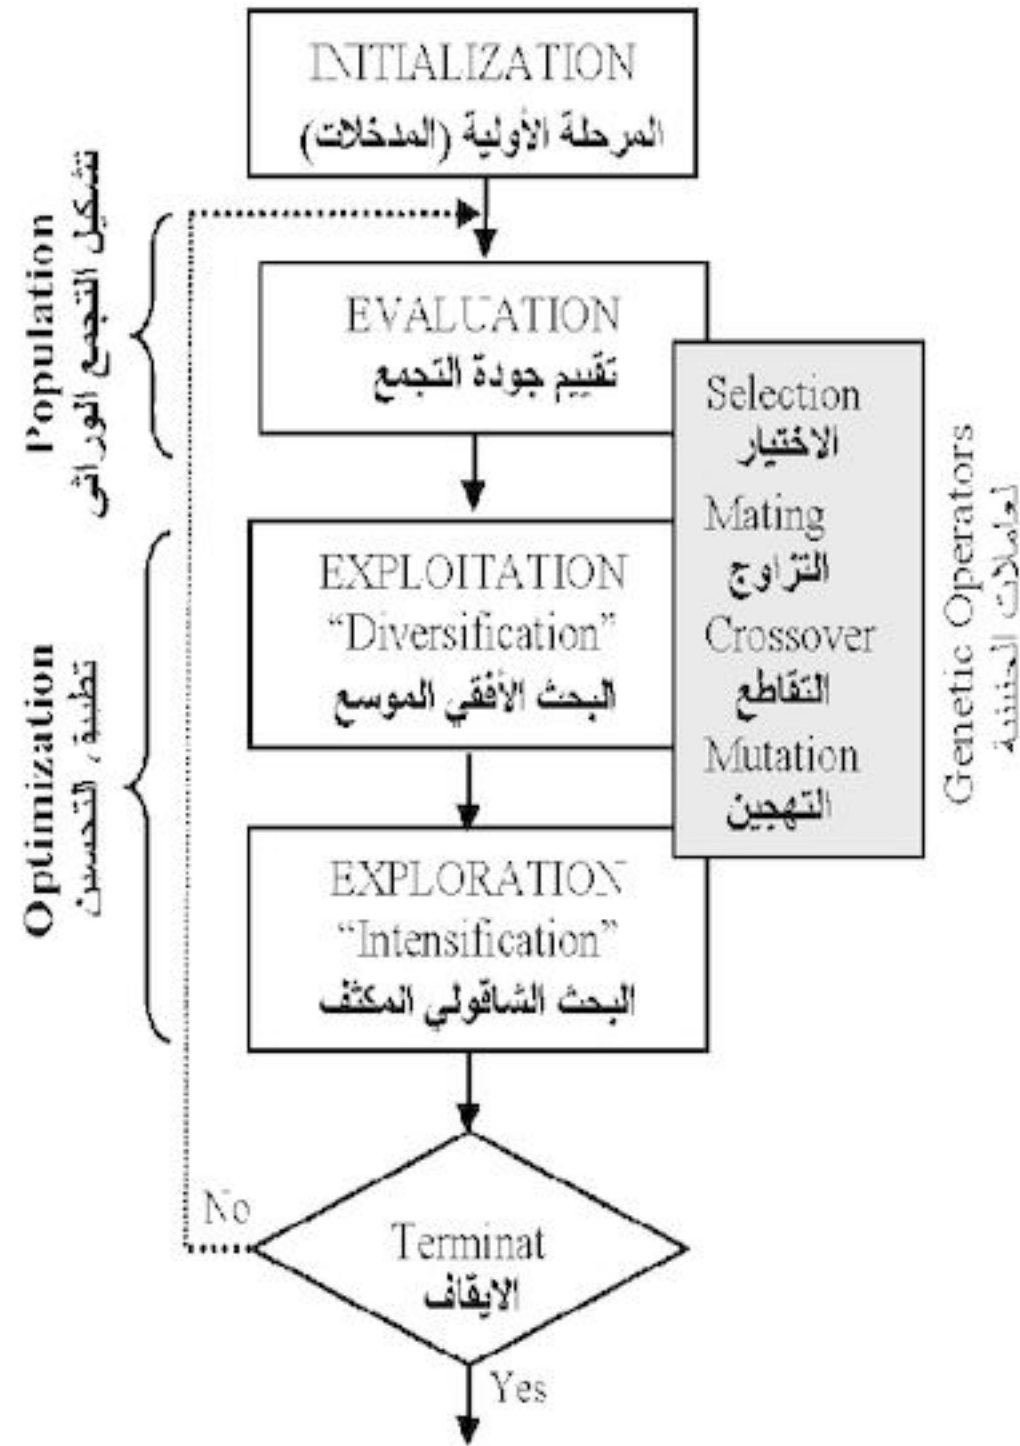 INITIALIZATION
المرحلة الأولية (المدخلات)
Population
تشكيل التجمع الوراثي
EVALUATION
تقييم جودة التجمع
Selection
الاختيار
Mating
التزاوج
Crossover
التقاطع
Mutation
التهجين
Genetic Operators
Optimization
التحسين
EXPLOITATION
“Diversification”
البحث الأفقي الموسع
EXPLORATION
“Intensification”
البحث الشاقولي المكثف
No
Terminat
الايقاف
Yes